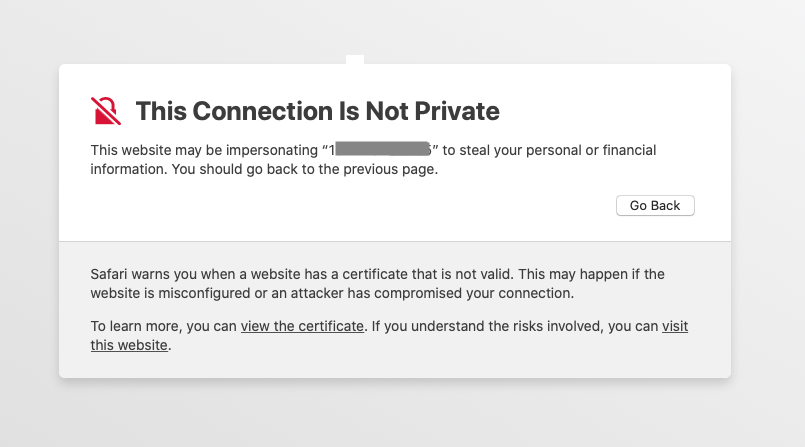 This Connection Is Not Private
This website may be impersonating “1 ” to steal your personal or financial
information. You should go back to the previous page.
Go Back
Safari warns you when a website has a certificate that is not valid. This may happen if the
website is misconfigured or an attacker has compromised your connection.
To learn more, you can view the certificate. If you understand the risks involved, you can visit
this website.